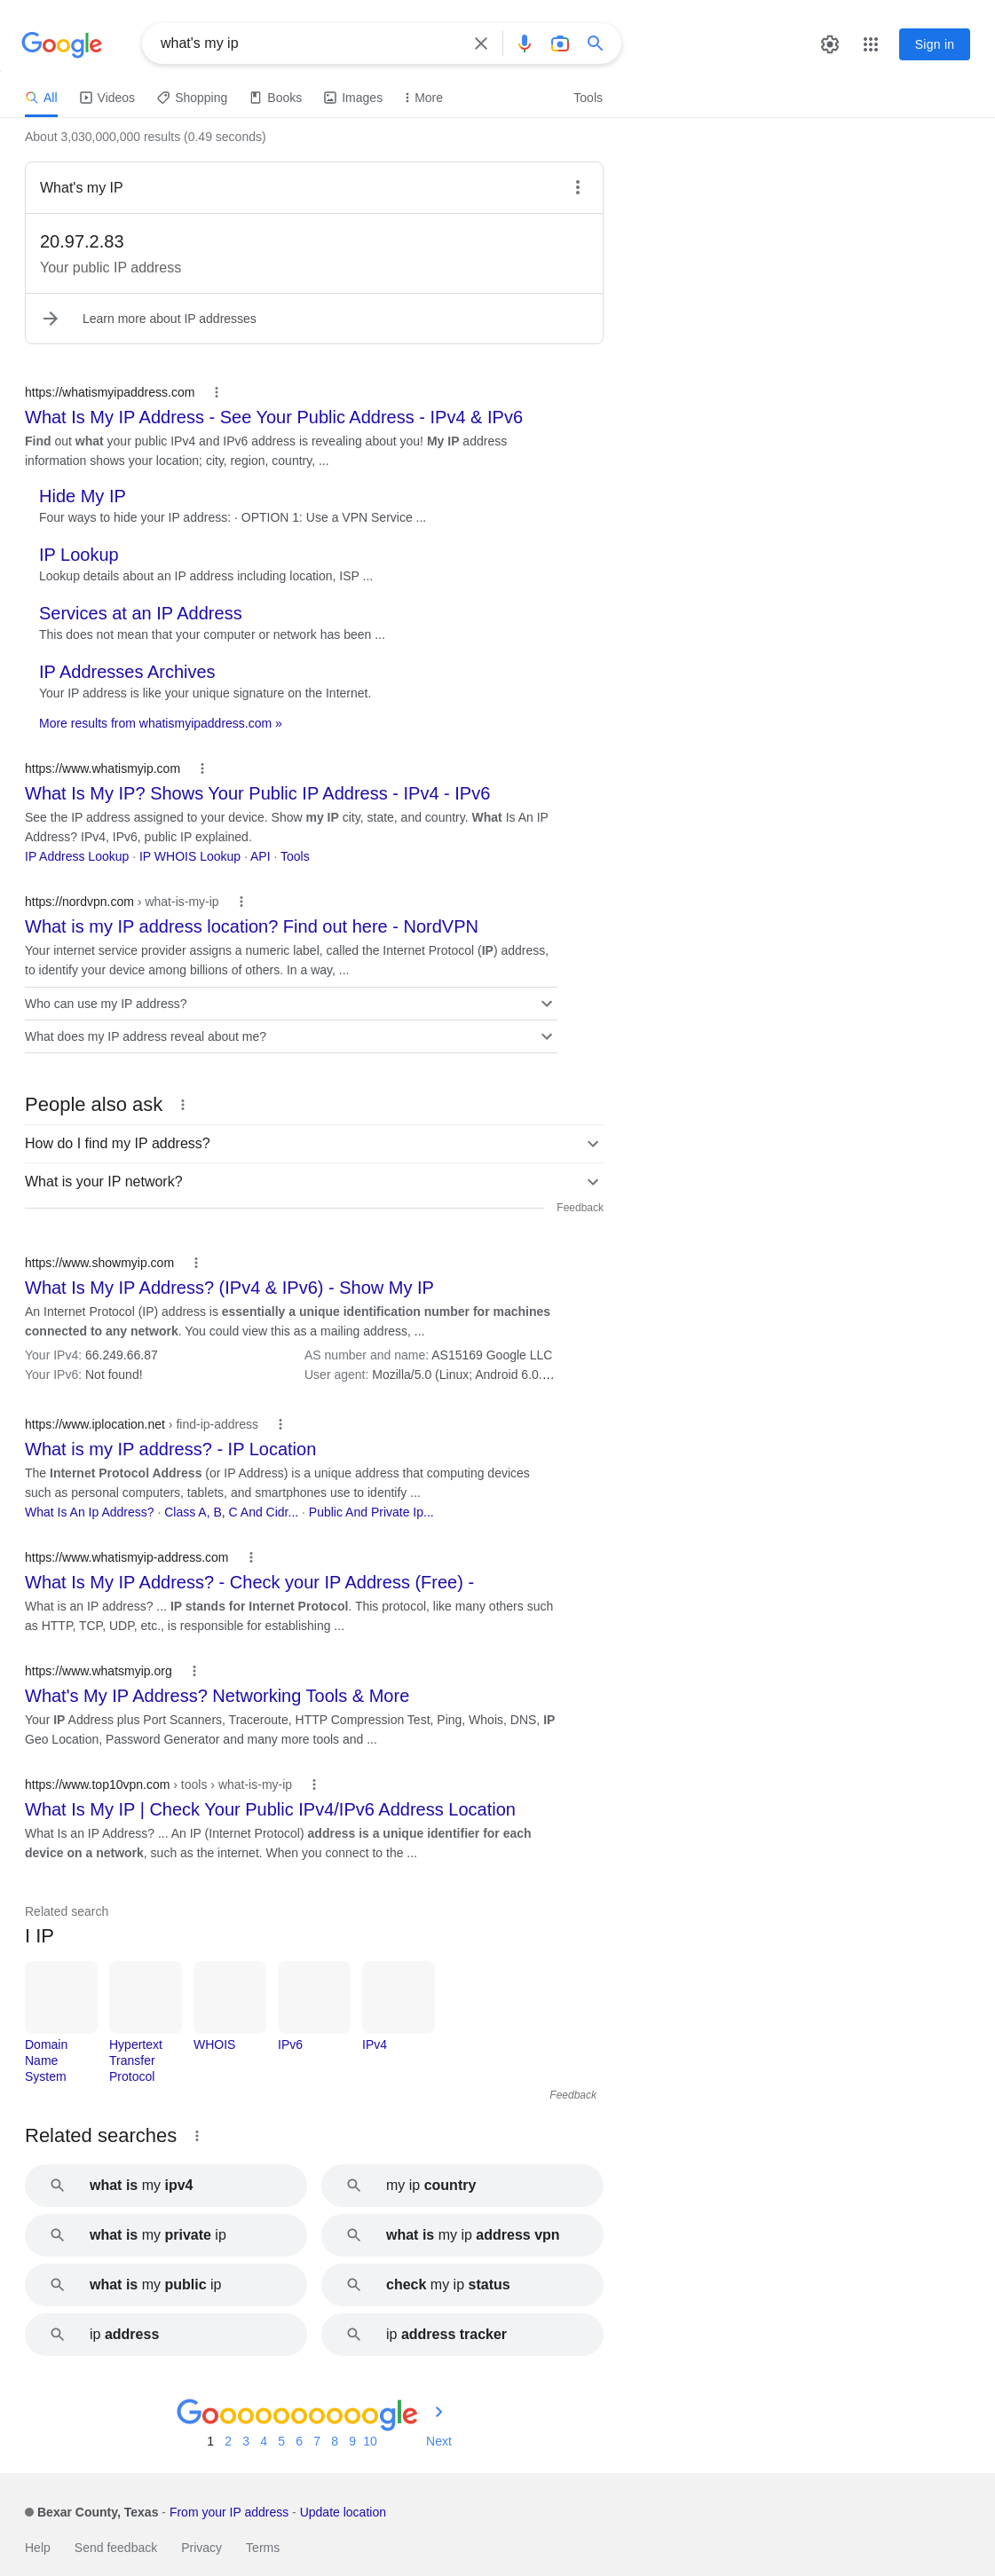 Google
what's my ip
Sign in
All
Videos
Shopping
Books
Images
More
Tools
About 3,030,000,000 results (0.49 seconds)
What's my IP
20.97.2.83
Your public IP address
Learn more about IP addresses
https://whatismyipaddress.com
What Is My IP Address - See Your Public Address - IPv4 & IPv6
Find out what your public IPv4 and IPv6 address is revealing about you! My IP address
information shows your location; city, region, country, ...
Hide My IP
Four ways to hide your IP address: · OPTION 1: Use a VPN Service ...
IP Lookup
Lookup details about an IP address including location, ISP ...
Services at an IP Address
This does not mean that your computer or network has been ...
IP Addresses Archives
Your IP address is like your unique signature on the Internet.
More results from whatismyipaddress.com »
https://www.whatismyip.com
What Is My IP? Shows Your Public IP Address - IPv4 - IPv6
See the IP address assigned to your device. Show my IP city, state, and country. What Is An IP
Address? IPv4, IPv6, public IP explained.
IP Address Lookup · IP WHOIS Lookup · API · Tools
https://nordvpn.com › what-is-my-ip
What is my IP address location? Find out here - NordVPN
Your internet service provider assigns a numeric label, called the Internet Protocol (IP) address,
to identify your device among billions of others. In a way, ...
Who can use my IP address?
What does my IP address reveal about me?
People also ask
How do I find my IP address?
What is your IP network?
Feedback
https://www.showmyip.com
What Is My IP Address? (IPv4 & IPv6) - Show My IP
An Internet Protocol (IP) address is essentially a unique identification number for machines
connected to any network. You could view this as a mailing address, ...
Your IPv4: 66.249.66.87
AS number and name: AS15169 Google LLC
Your IPv6: Not found!
User agent: Mozilla/5.0 (Linux; Android 6.0....
https://www.iplocation.net › find-ip-address
What is my IP address? - IP Location
The Internet Protocol Address (or IP Address) is a unique address that computing devices
such as personal computers, tablets, and smartphones use to identify ...
What Is An Ip Address? · Class A, B, C And Cidr... · Public And Private Ip...
https://www.whatismyip-address.com
What Is My IP Address? - Check your IP Address (Free) -
What is an IP address? ... IP stands for Internet Protocol. This protocol, like many others such
as HTTP, TCP, UDP, etc., is responsible for establishing ...
https://www.whatsmyip.org
What's My IP Address? Networking Tools & More
Your IP Address plus Port Scanners, Traceroute, HTTP Compression Test, Ping, Whois, DNS, IP
Geo Location, Password Generator and many more tools and ...
https://www.top10vpn.com › tools › what-is-my-ip
What Is My IP | Check Your Public IPv4/IPv6 Address Location
What Is an IP Address? ... An IP (Internet Protocol) address is a unique identifier for each
device on a network, such as the internet. When you connect to the ...
Related search
I IP
Domain
Name
System
Hypertext
Transfer
Protocol
WHOIS
IPv6
IPv4
Feedback
Related searches
what is my ipv4
my ip country
what is my private ip
what is my ip address vpn
what is my public ip
check my ip status
ip address
ip address tracker
Goooooooooogle
1 2 3 4 5 6 7 8 9 10 Next
Bexar County, Texas - From your IP address - Update location
Help Send feedback Privacy Terms